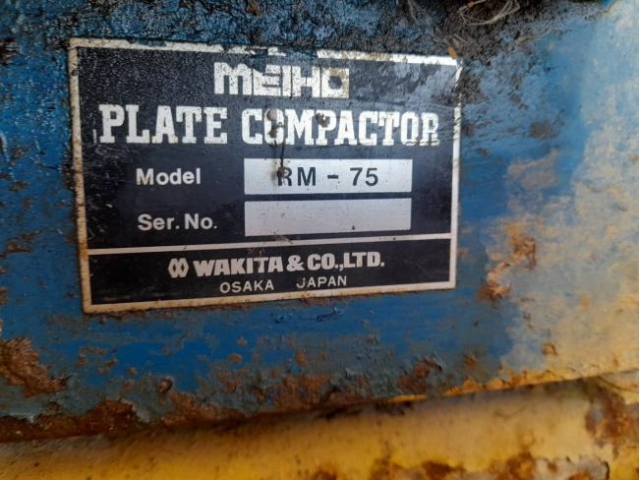 MEIHO
PLATE COMPACTOR
Model RM - 75
Ser. No.
WAKITA & CO., LTD.
OSAKA JAPAN